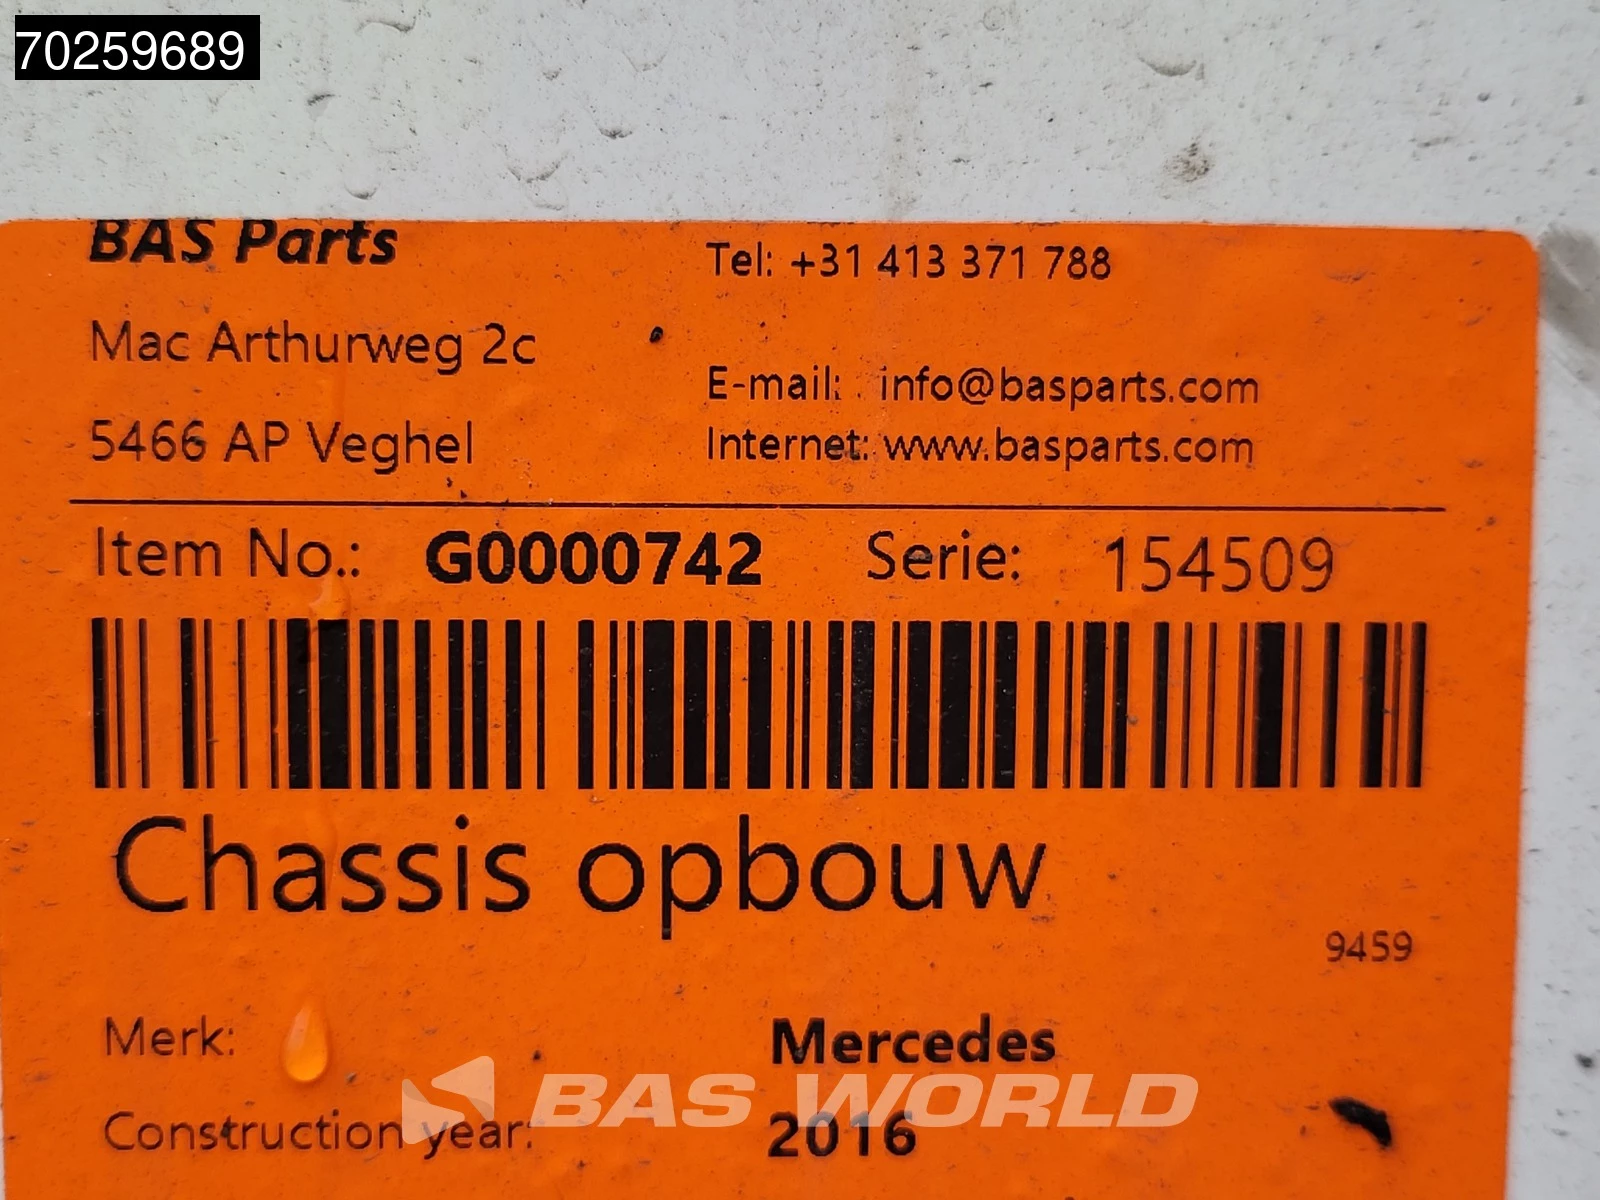 70259689
BAS Parts
Tel: +31 413 371 788
Mac Arthurweg 2c
E-mail: info@basparts.com
5466 AP Veghel
Internet: www.basparts.com
Item No.: G0000742 Serie: 154509
Chassis opbouw
9459
Merk: Mercedes
BAS WORLD
Construction year: 2016